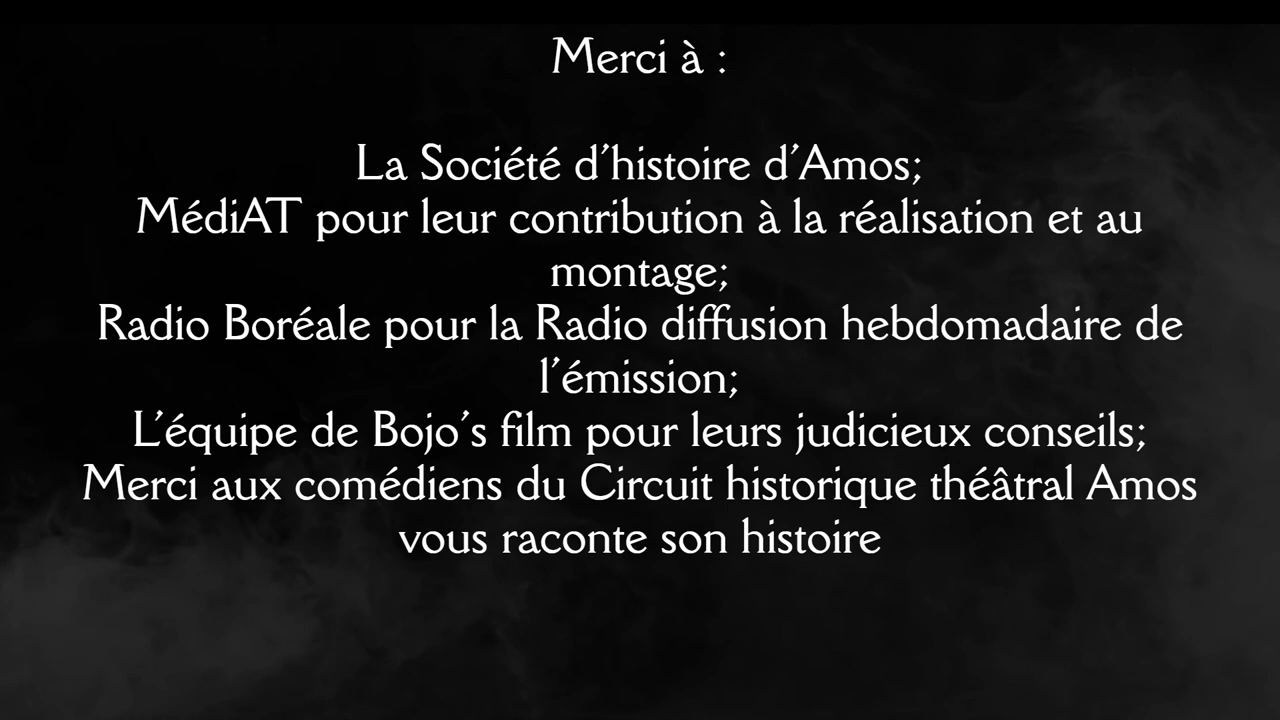 Merci à :
La Société d'histoire d'Amos;
MédiAT pour leur contribution à la réalisation et au
montage;
Radio Boréale pour la Radio diffusion hebdomadaire de
l'émission;
L'équipe de Bojo's film pour leurs judicieux conseils;
Merci aux comédiens du Circuit historique théâtral Amos
vous raconte son histoire